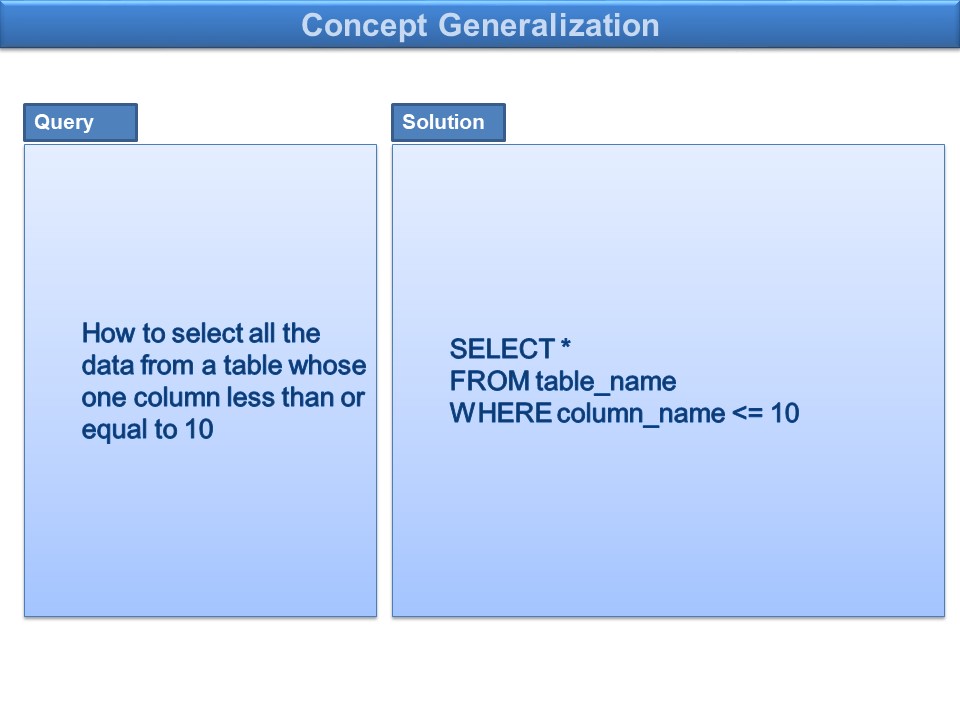 Concept Generalization
Query
Solution
How to select all the
data from a table whose
one column less than or
equal to 10
SELECT *
FROM table_name
WHERE column_name <= 10